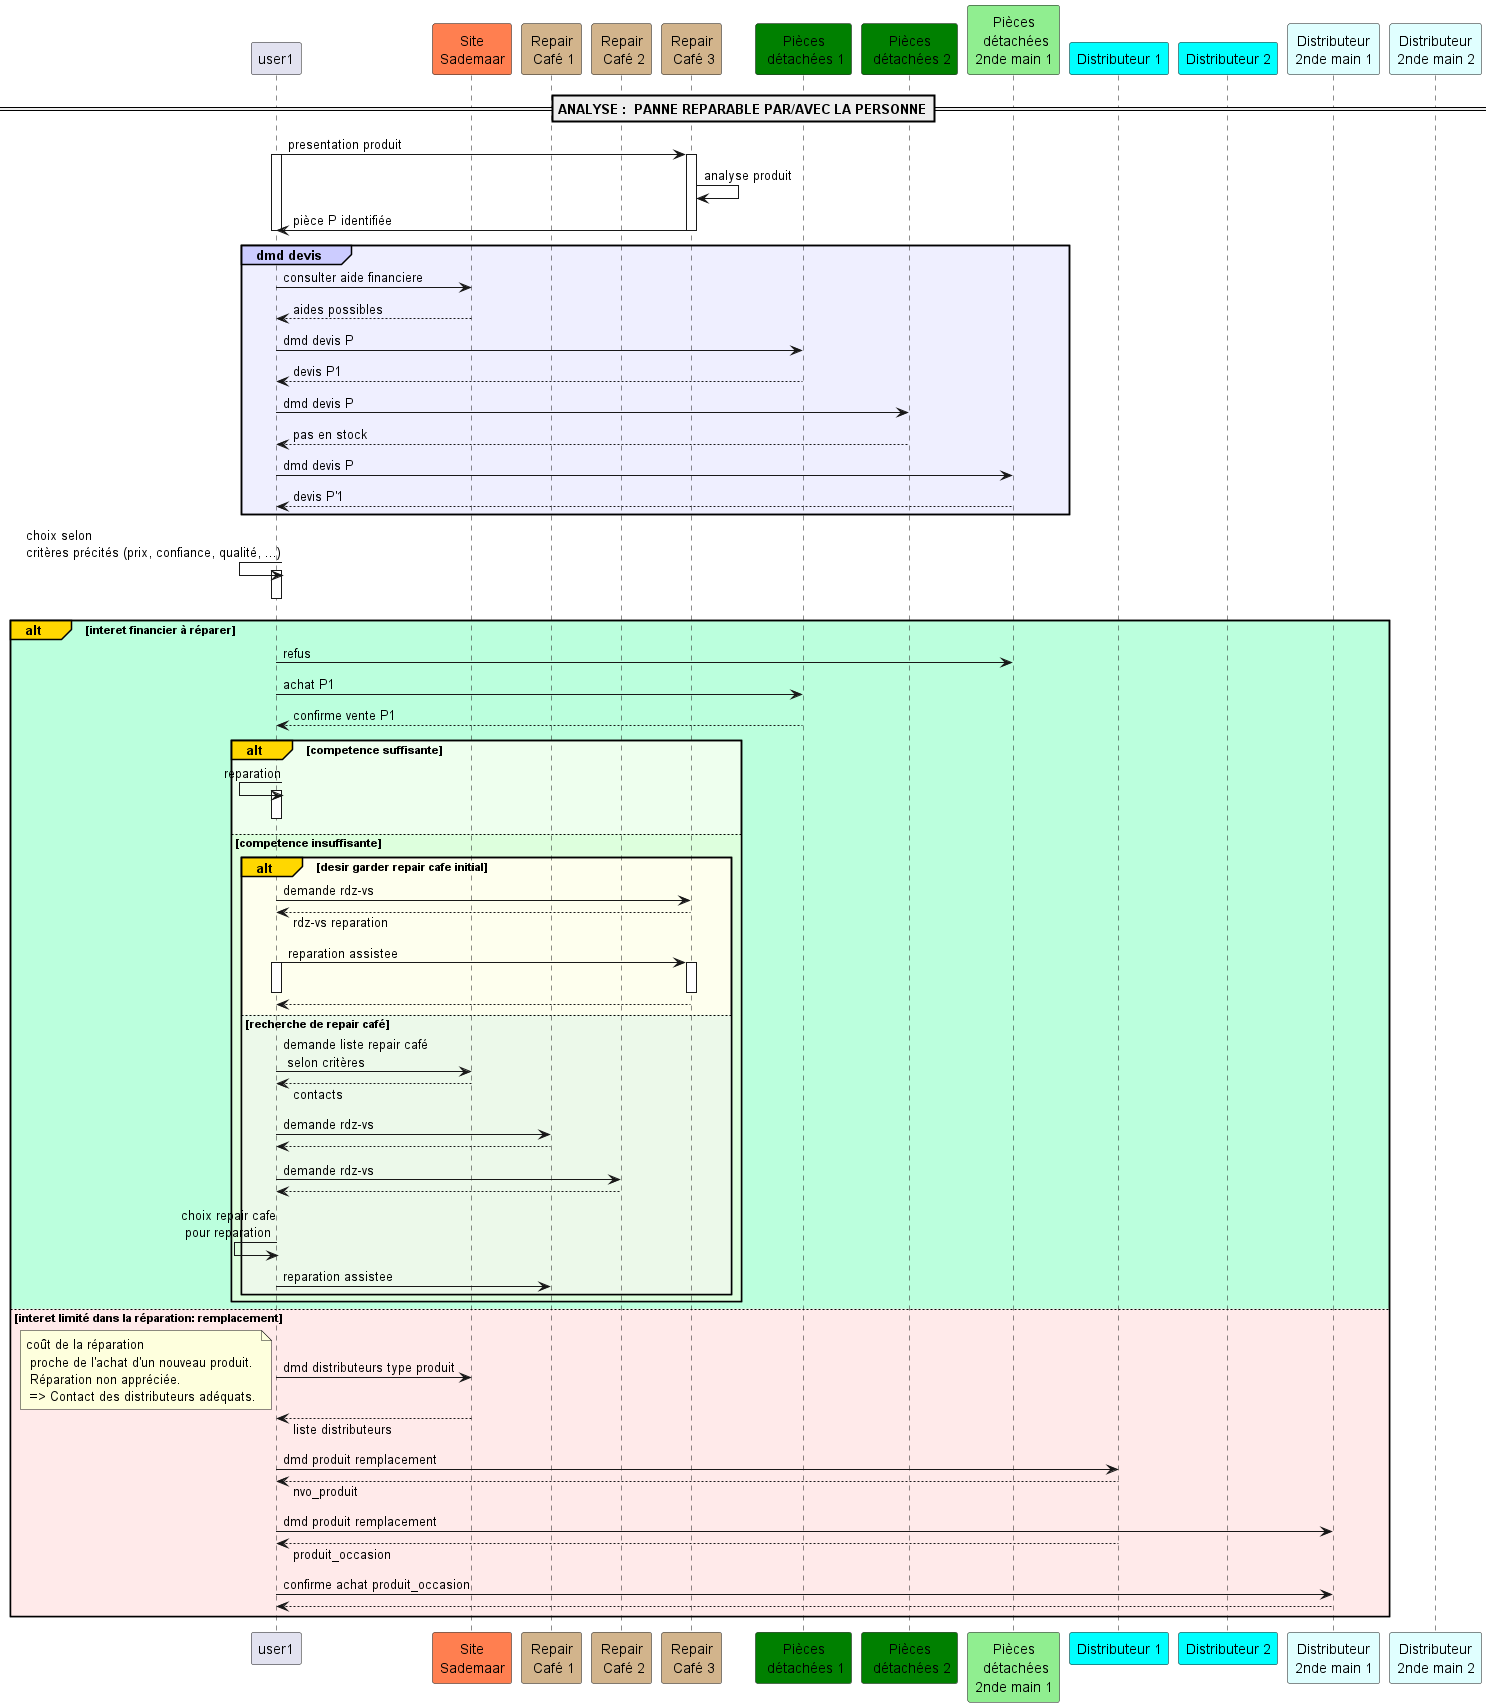 user1
Site
Sademaar
Repair
Café 1
Repair
Café 2
Repair
Café 3
Pièces
détachées 1
Pièces
détachées 2
Pièces
détachées
2nde main 1
Distributeur 1
Distributeur 2
Distributeur
2nde main 1
Distributeur
2nde main 2
ANALYSE :  PANNE REPARABLE PAR/AVEC LA PERSONNE
presentation produit
analyse produit
pièce P identifiée
dmd devis
consulter aide financiere
aides possibles
dmd devis P
devis P1
dmd devis P
pas en stock
dmd devis P
devis P'1
choix selon
critères précités (prix, confiance, qualité, ...)
alt [interet financier à réparer]
refus
achat P1
confirme vente P1
alt [competence suffisante]
reparation
[competence insuffisante]
alt [desir garder repair cafe initial]
demande rdz-vs
rdz-vs reparation
reparation assistee
[recherche de repair café]
demande liste repair café
selon critères
contacts
demande rdz-vs
demande rdz-vs
choix repair cafe
pour reparation
reparation assistee
[interet limité dans la réparation: remplacement]
coût de la réparation
proche de l'achat d'un nouveau produit.
Réparation non appréciée.
=> Contact des distributeurs adéquats.
dmd distributeurs type produit
liste distributeurs
dmd produit remplacement
nvo_produit
dmd produit remplacement
produit_occasion
confirme achat produit_occasion
user1
Site
Sademaar
Repair
Café 1
Repair
Café 2
Repair
Café 3
Pièces
détachées 1
Pièces
détachées 2
Pièces
détachées
2nde main 1
Distributeur 1
Distributeur 2
Distributeur
2nde main 1
Distributeur
2nde main 2